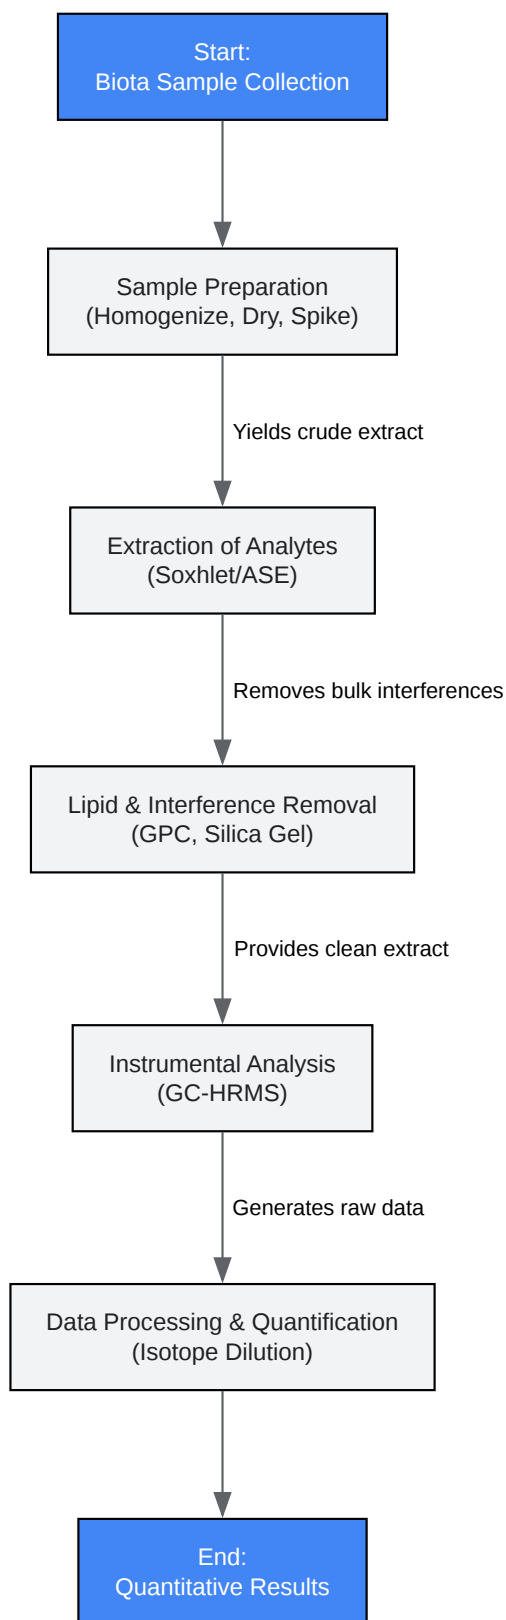 Start:
Biota Sample Collection
Sample Preparation
(Homogenize, Dry, Spike)
Yields crude extract
Extraction of Analytes
(Soxhlet/ASE)
Removes bulk interferences
Lipid & Interference Removal
(GPC, Silica Gel)
Provides clean extract
Instrumental Analysis
(GC-HRMS)
Generates raw data
Data Processing & Quantification
(Isotope Dilution)
End:
Quantitative Results